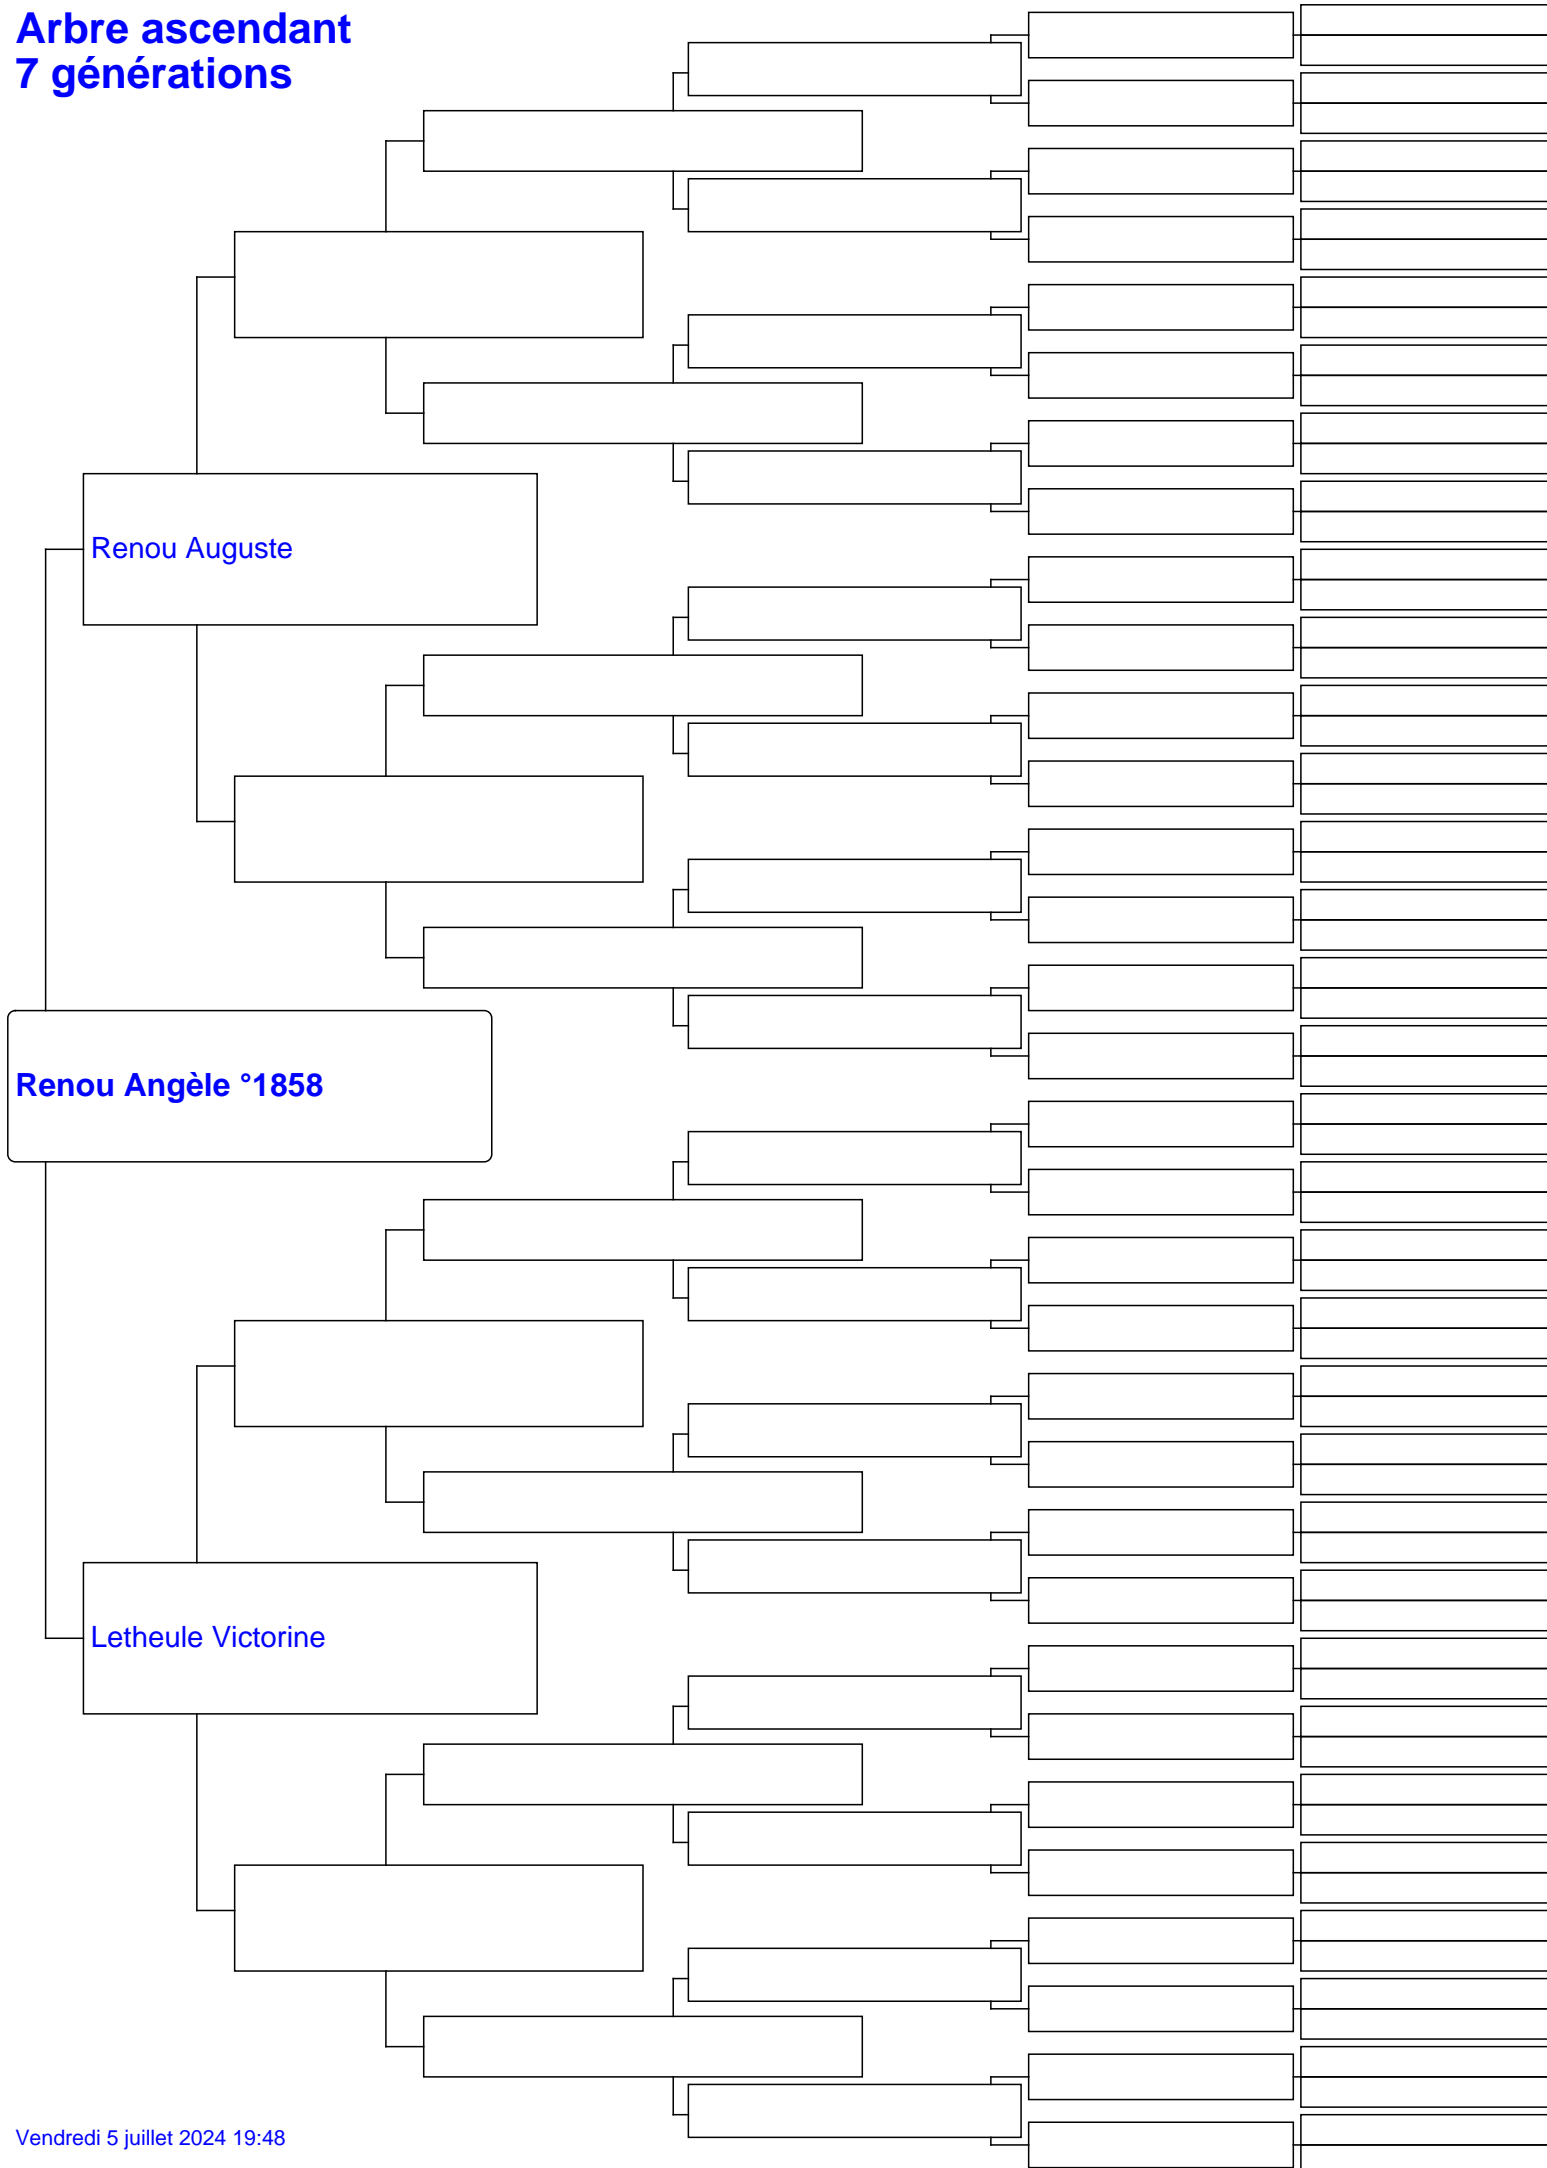 Arbre ascendant
7 générations
Renou Auguste
Renou Angèle °1858
Letheule Victorine
Vendredi 5 juillet 2024 19:48